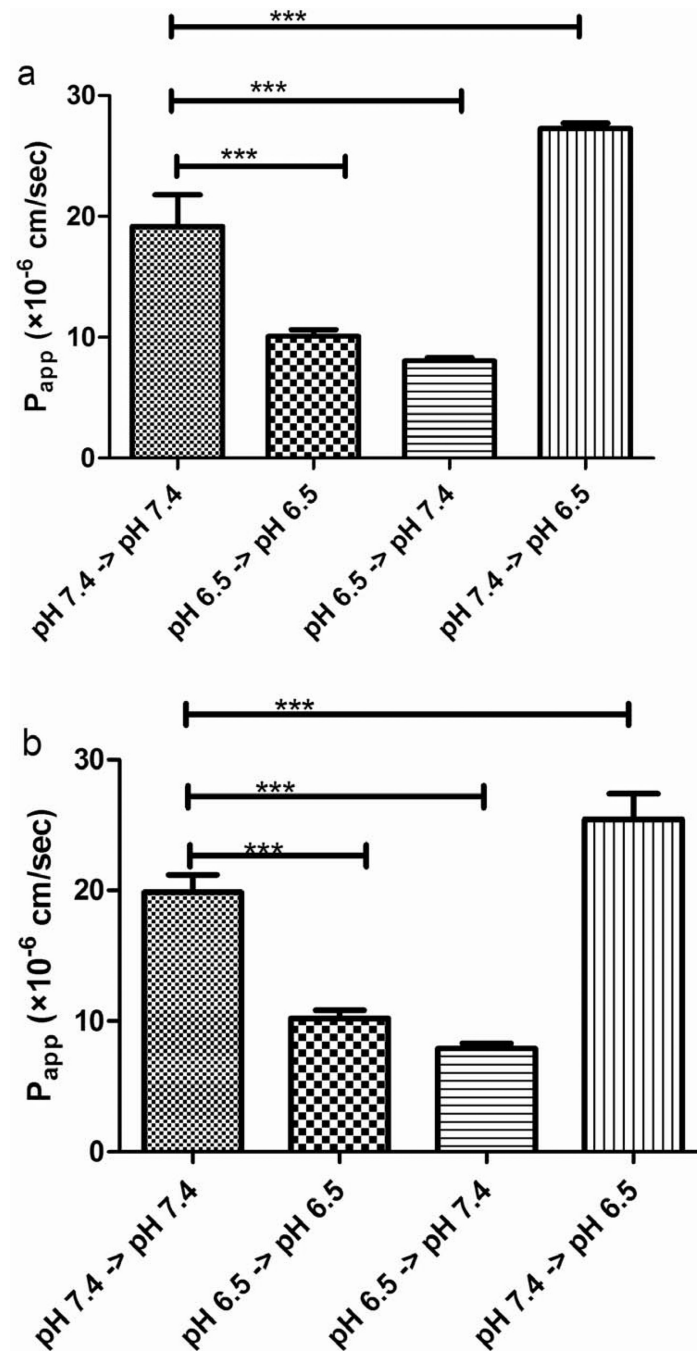 ***
a
***
***
30
20
10
0
P_app (×10⁻⁶ cm/sec)
pH 7.4 -> pH 7.4
pH 6.5 -> pH 6.5
pH 6.5 -> pH 7.4
pH 7.4 -> pH 6.5
***
b
***
***
30
20
10
0
P_app (×10⁻⁶ cm/sec)
pH 7.4 -> pH 7.4
pH 6.5 -> pH 6.5
pH 6.5 -> pH 7.4
pH 7.4 -> pH 6.5